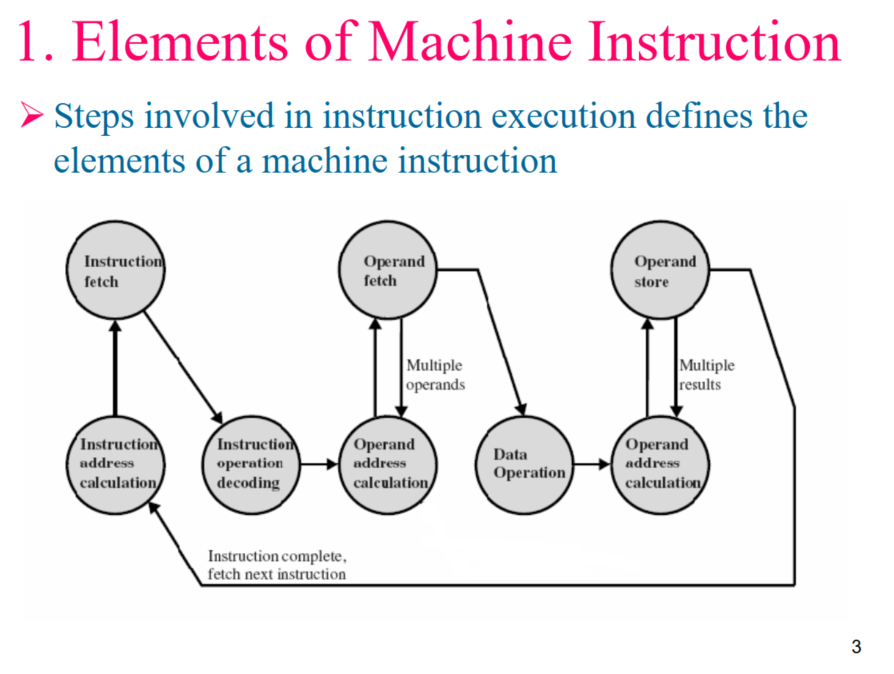 1. Elements of Machine Instruction
➢ Steps involved in instruction execution defines the
elements of a machine instruction
Instruction
fetch
Operand
fetch
Operand
store
Multiple
operands
Multiple
results
Instruction
address
calculation
Instruction
operation
decoding
Operand
address
calculation
Data
Operation
Operand
address
calculation
Instruction complete,
fetch next instruction
3